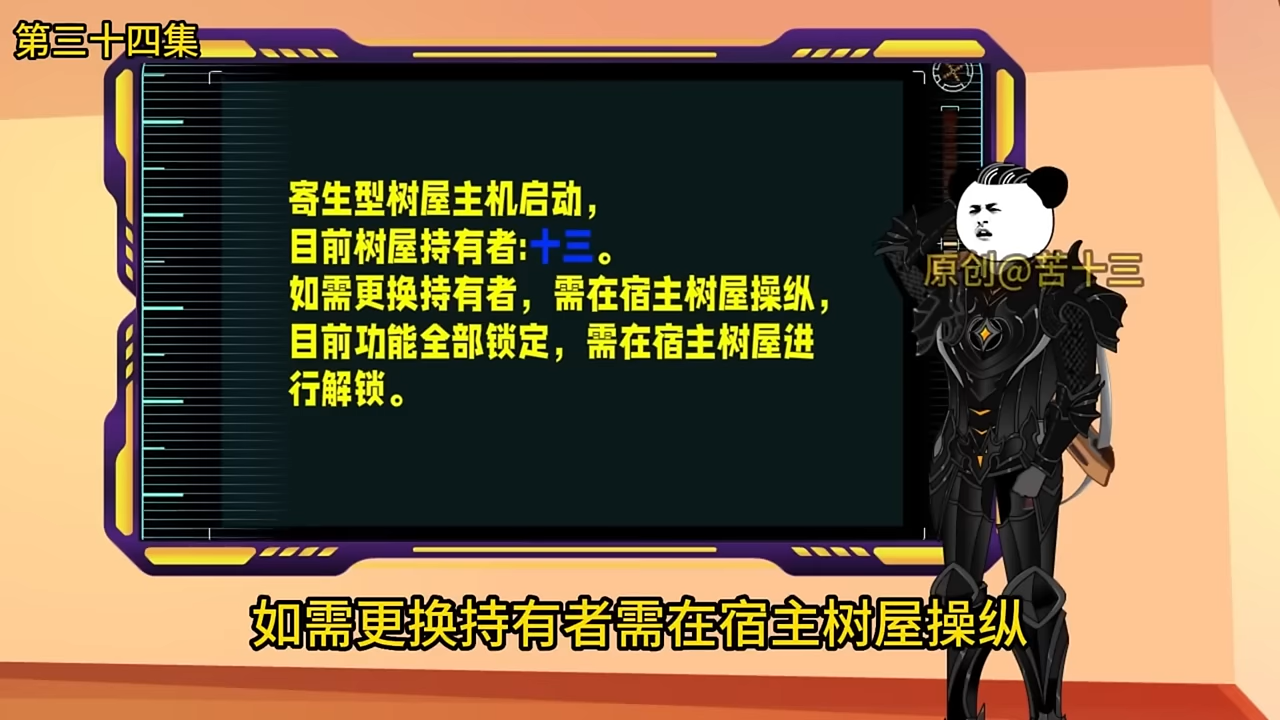 第三十四集
寄生型树屋主机启动，
目前树屋持有者:十三。
如需更换持有者，需在宿主树屋操纵，
目前功能全部锁定，需在宿主树屋进
行解锁。
原创@苦十三
如需更换持有者需在宿主树屋操纵